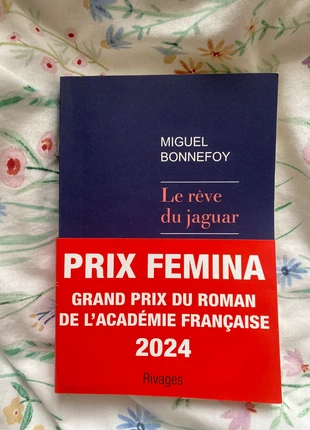 MIGUEL
BONNEFOY
Le rêve
du jaguar
PRIX FEMINA
GRAND PRIX DU ROMAN
DE L'ACADÉMIE FRANÇAISE
2024
Rivages